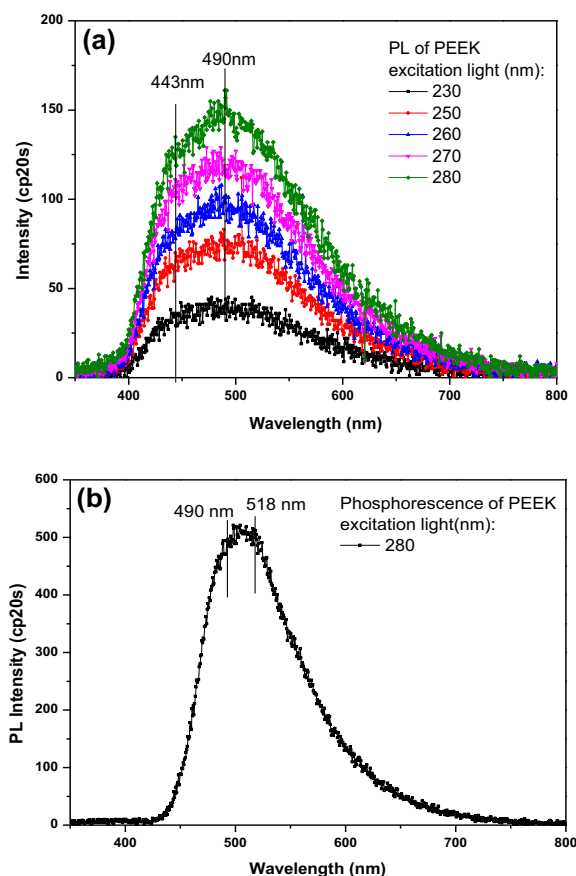 (a)
443nm
490nm
PL of PEEK
excitation light (nm):
230
250
260
270
280
Intensity (cp20s)
200
150
100
50
0
400 500 600 700 800
Wavelength (nm)
(b)
490 nm
518 nm
Phosphorescence of PEEK
excitation light(nm):
280
PL Intensity (cp20s)
600
500
400
300
200
100
0
400 500 600 700 800
Wavelength (nm)